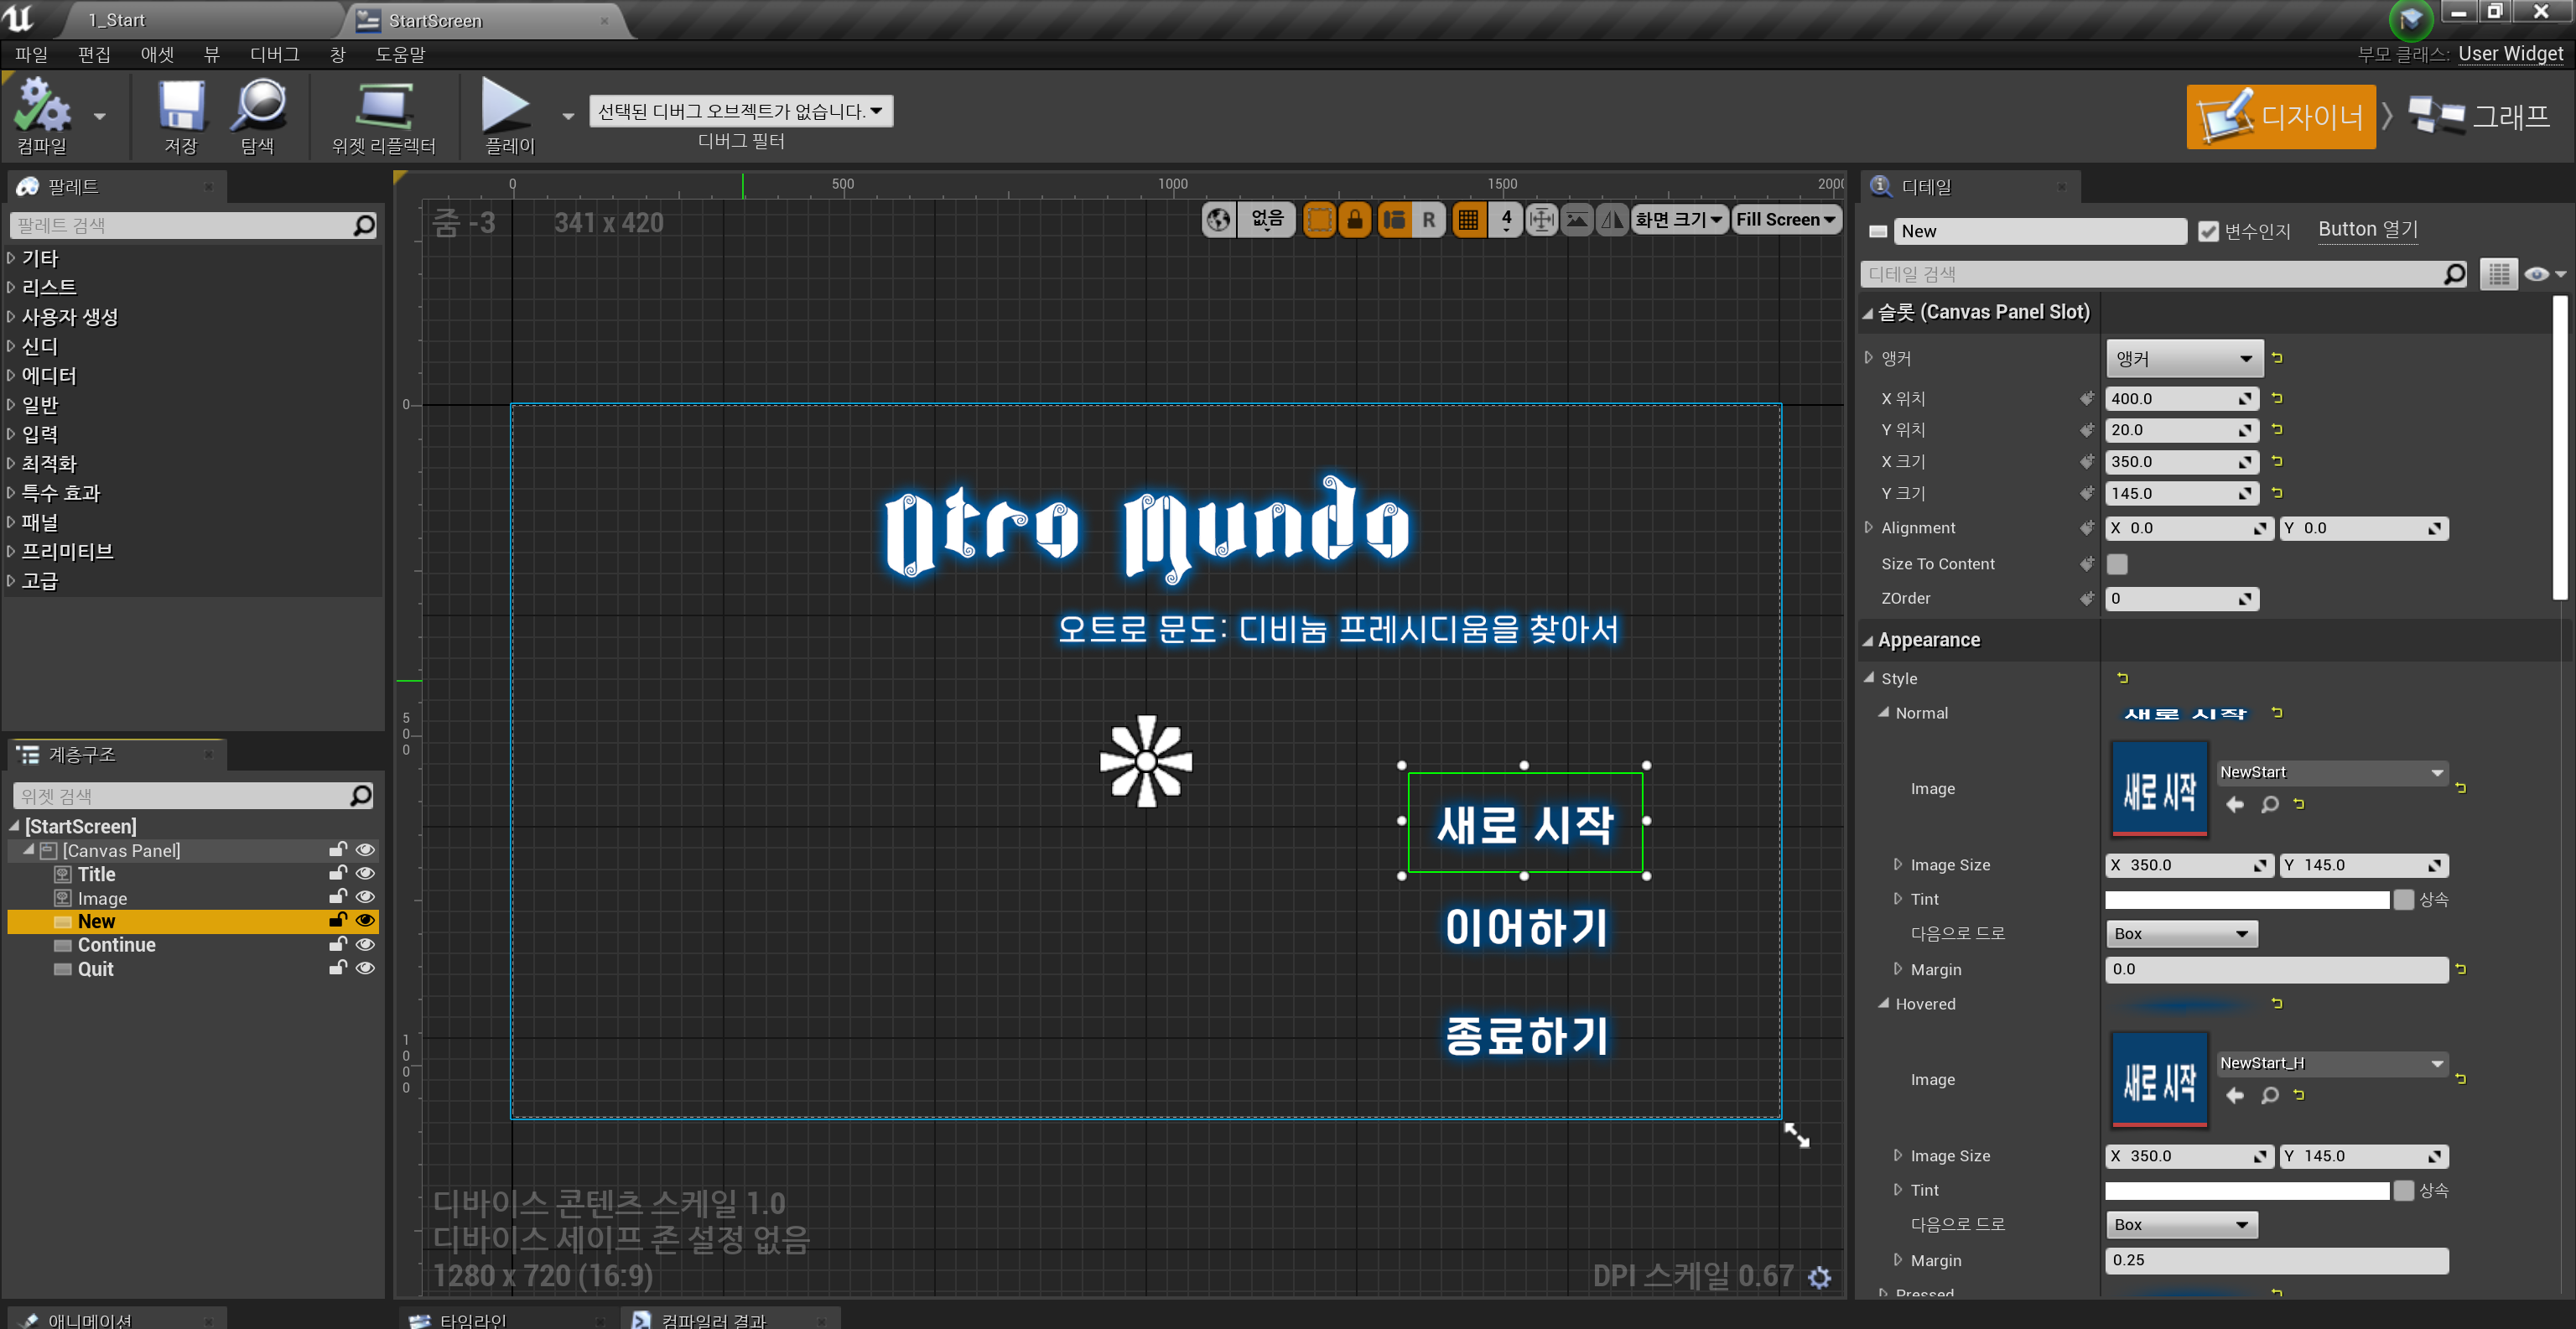 1_Start
StartScreen
파일 편집 애셋 뷰 디버그 창 도움말
부모 클래스: User Widget
컴파일 저장 탐색 위젯 리플렉터 플레이
선택된 디버그 오브젝트가 없습니다.
디버그 필터
디자이너
그래프
팔레트
팔레트 검색
기타
리스트
사용자 생성
신디
에디터
일반
입력
최적화
특수 효과
패널
프리미티브
고급
계층구조
위젯 검색
[StartScreen]
[Canvas Panel]
Title
Image
New
Continue
Quit
애니메이션
0 500 1000 1500 2000
줌 -3 341 x 420
없음 R 4 화면 크기 Fill Screen
0
500
1000
Otro Mundo
오트로 문도: 디비눔 프레시디움을 찾아서
새로 시작
이어하기
종료하기
디바이스 콘텐츠 스케일 1.0
디바이스 세이프 존 설정 없음
1280 x 720 (16:9)
DPI 스케일 0.67
타임라인
컴파일러 결과
디테일
New 변수인지 Button 열기
디테일 검색
슬롯 (Canvas Panel Slot)
앵커 앵커
X 위치 400.0
Y 위치 20.0
X 크기 350.0
Y 크기 145.0
Alignment X 0.0 Y 0.0
Size To Content
ZOrder 0
Appearance
Style
Normal 새로 시작
Image 새로 시작 NewStart
Image Size X 350.0 Y 145.0
Tint 상속
다음으로 드로 Box
Margin 0.0
Hovered
Image 새로 시작 NewStart_H
Image Size X 350.0 Y 145.0
Tint 상속
다음으로 드로 Box
Margin 0.25
Pressed